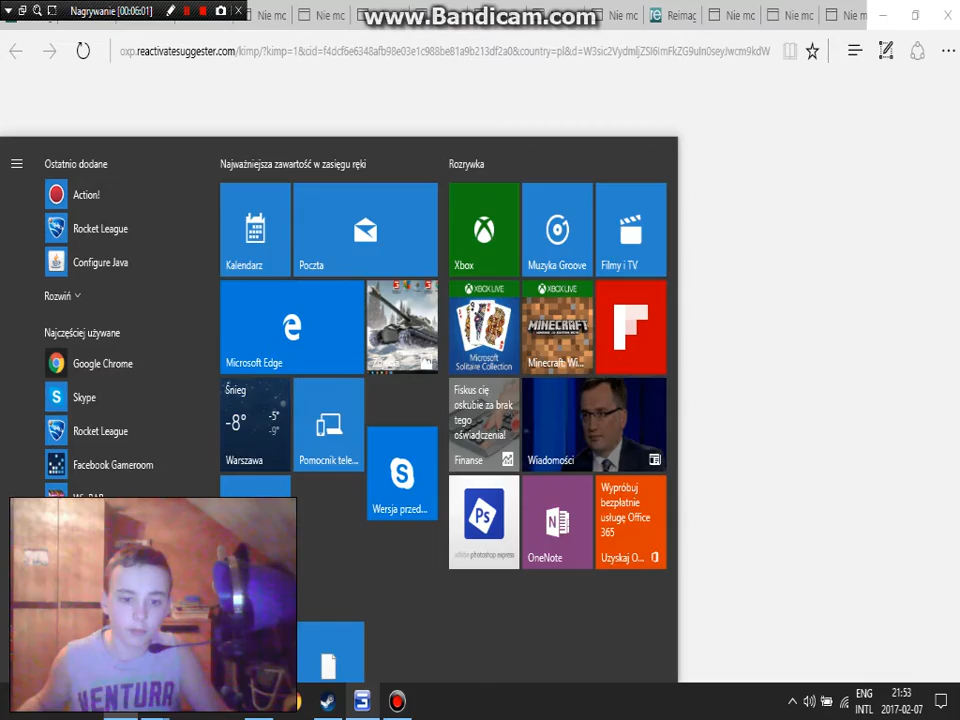 Nagrywanie [00:06:01]
www.Bandicam.com
Nie mc
Nie mc
Nie mc
Reimag
Nie mc
Nie mc
Nie m
oxp.reactivatesuggester.com/kimp/?kimp=1&cid=f4dcf6e6348afb98e03e1c988be81a9b213df2a0&country=pl&d=W3sic2VydmljZSI6ImFkZG9uIn0seyJwcm9kdW
Ostatnio dodane
Action!
Rocket League
Configure Java
Rozwiń
Najczęściej używane
Google Chrome
Skype
Rocket League
Facebook Gameroom
Najważniejsza zawartość w zasięgu ręki
Kalendarz
Poczta
Microsoft Edge
Śnieg
-8°
-5°
-9°
Warszawa
Pomocnik tele...
Wersja przed...
Rozrywka
Xbox
Muzyka Groove
Filmy i TV
XBOX LIVE
Microsoft
Solitaire Collection
XBOX LIVE
MINECRAFT
Minecraft: Wi...
Fiskus cię
oskubie za brak
tego
oświadczenia!
Finanse
Wiadomości
Ps
adobe photoshop express
OneNote
Wypróbuj
bezpłatnie
usługę Office
365
Uzyskaj O...
VENTURA
ENG
INTL
21:53
2017-02-07